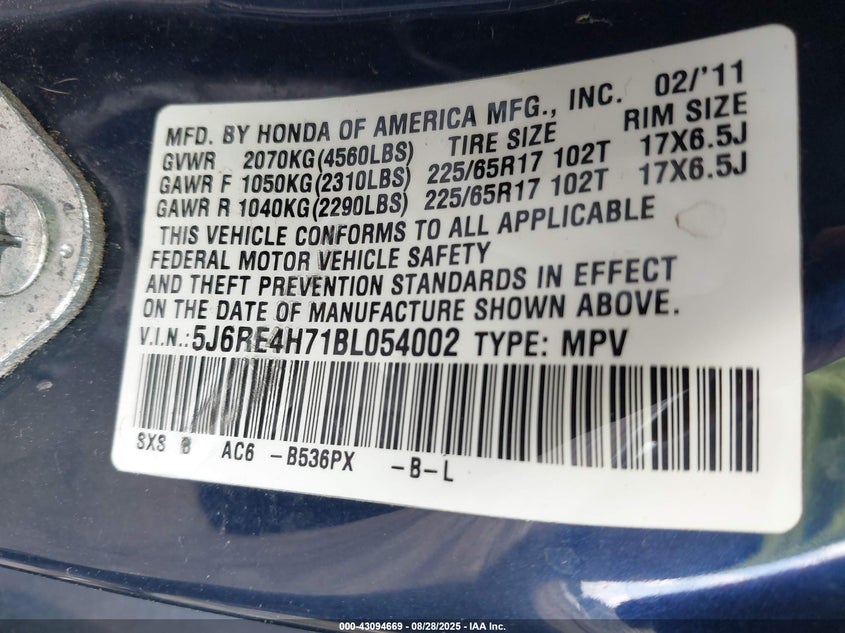 MFD. BY HONDA OF AMERICA MFG., INC. 02/'11
GVWR 2070KG(4560LBS) TIRE SIZE RIM SIZE
GAWR F 1050KG(2310LBS) 225/65R17 102T 17X6.5J
GAWR R 1040KG(2290LBS) 225/65R17 102T 17X6.5J
THIS VEHICLE CONFORMS TO ALL APPLICABLE
FEDERAL MOTOR VEHICLE SAFETY
AND THEFT PREVENTION STANDARDS IN EFFECT
ON THE DATE OF MANUFACTURE SHOWN ABOVE.
V.I.N.:5J6RE4H71BL054002 TYPE: MPV
SXS AC6 -B536PX -B-L
000-43094669 - 08/28/2025 - IAA Inc.